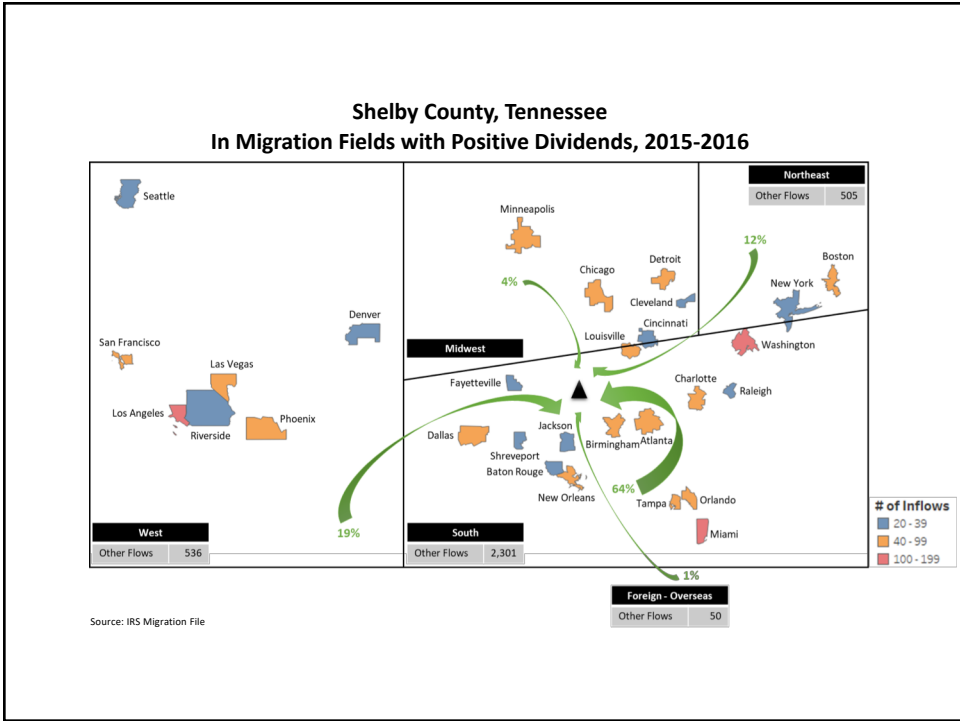 Shelby County, Tennessee
In Migration Fields with Positive Dividends, 2015-2016
Northeast
Other Flows 505
Seattle
Minneapolis
12%
Boston
Detroit
Chicago
4%
New York
Cleveland
Denver
Cincinnati
Louisville
San Francisco
Midwest
Washington
Las Vegas
Fayetteville
Charlotte
Raleigh
Los Angeles
Phoenix
Riverside
Dallas
Jackson
Birmingham
Atlanta
Shreveport
Baton Rouge
New Orleans
64%
Tampa
Orlando
# of Inflows
20 - 39
40 - 99
100 - 199
West
Other Flows 536
19%
South
Other Flows 2,301
Miami
1%
Foreign - Overseas
Other Flows 50
Source: IRS Migration File